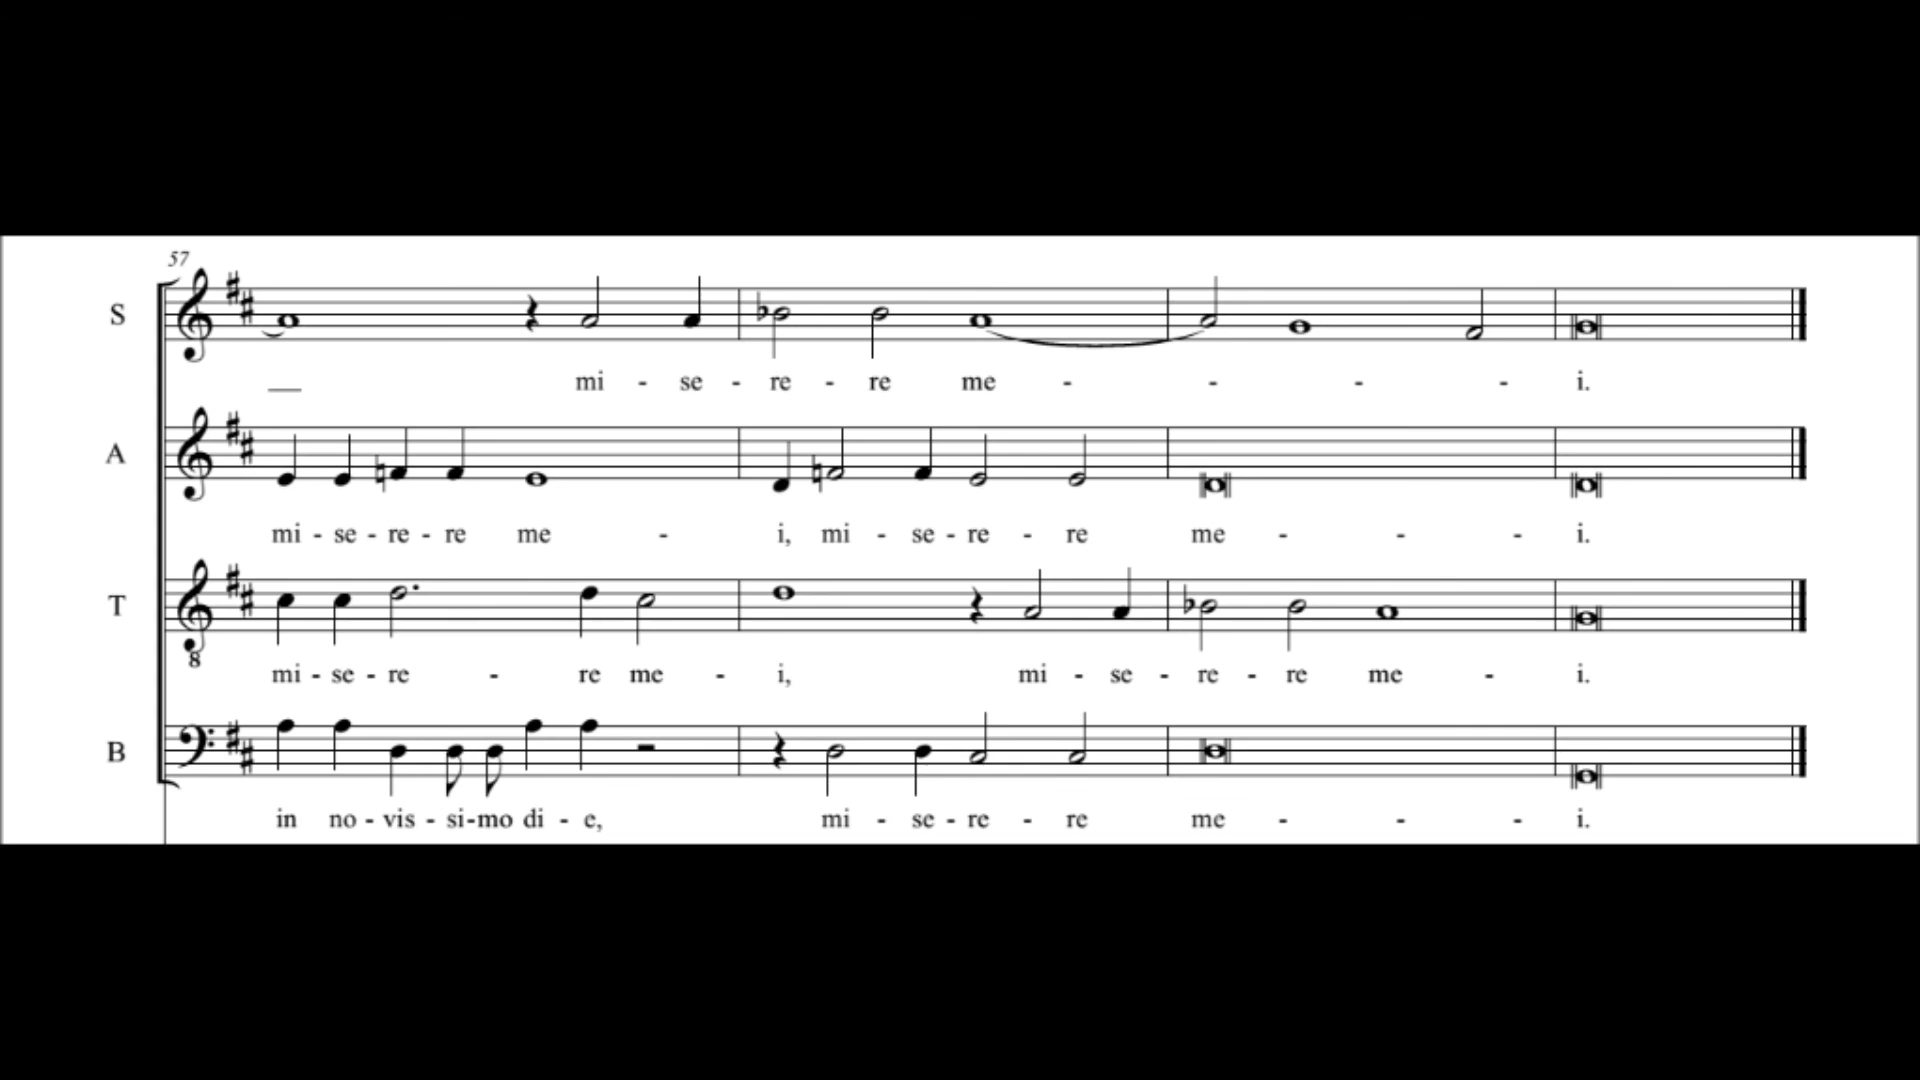 57
S
mi - se - re - re me - - - - i.
A
mi - se - re - re me - i, mi - se - re - re me - - - i.
T
8
mi - se - re - re me - i, mi - se - re - re me - i.
B
in no - vis - si-mo di - e, mi - se - re - re me - - - i.